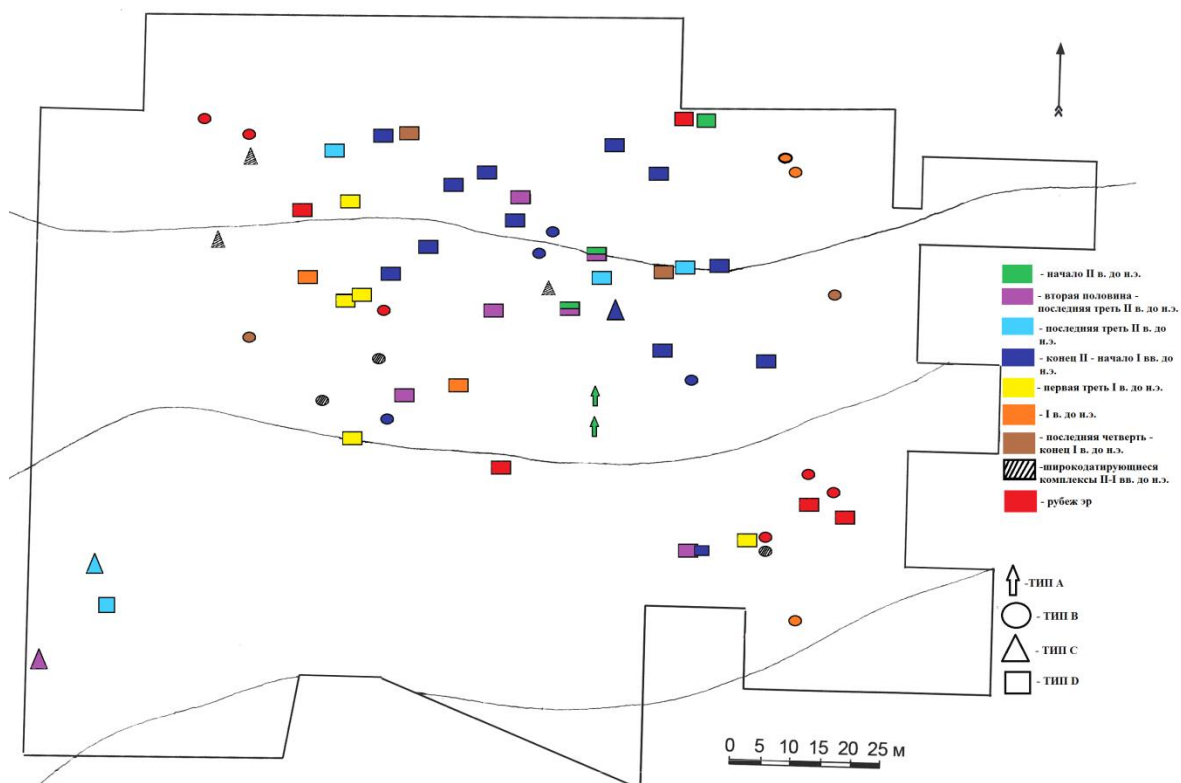 - начало II в. до н.э.
- вторая половина -
последняя треть II в. до н.э.
- последняя треть II в. до
н.э.
- конец II - начало I вв. до
н.э.
- первая треть I в. до н.э.
- I в. до н.э.
- последняя четверть -
конец I в. до н.э.
-широкодатирующиеся
комплексы II-I вв. до н.э.
- рубеж эр
-ТИП А
- ТИП В
- ТИП С
- ТИП D
0 5 10 15 20 25 м